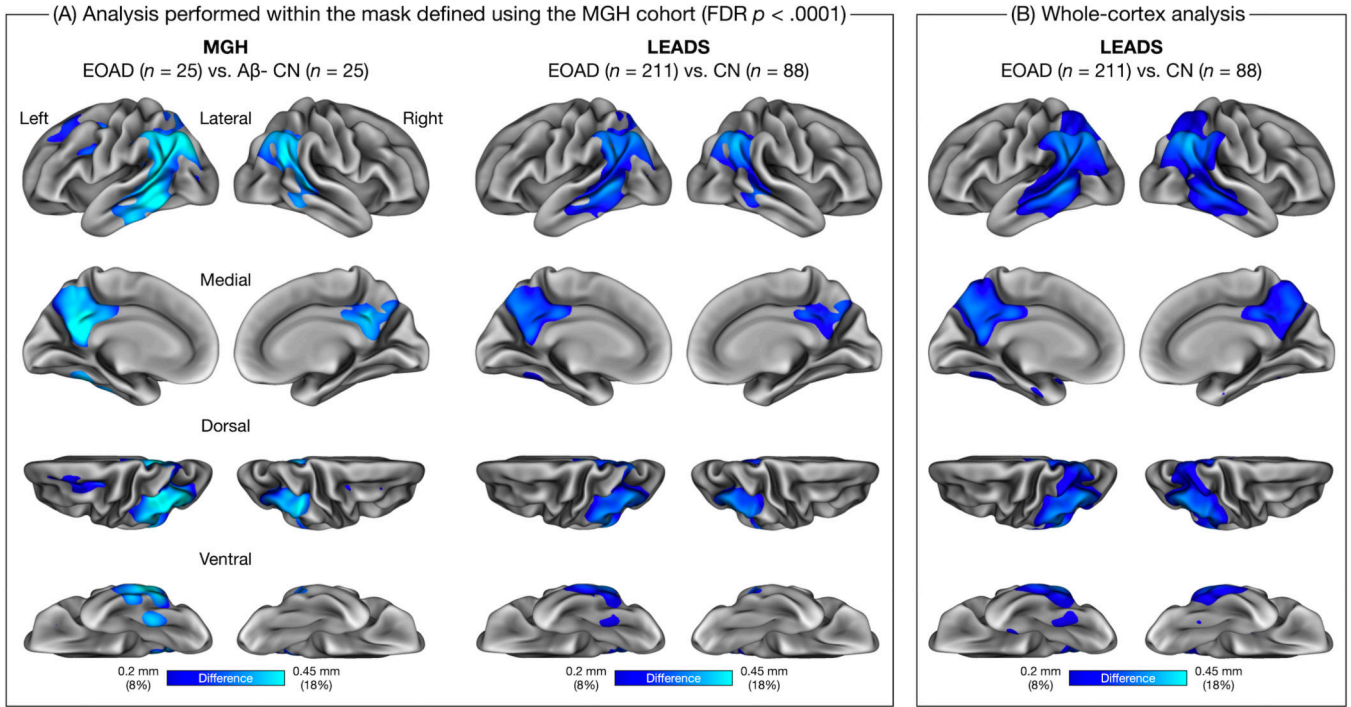 (A) Analysis performed within the mask defined using the MGH cohort (FDR p < .0001)
MGH
EOAD (n = 25) vs. Aβ- CN (n = 25)
LEADS
EOAD (n = 211) vs. CN (n = 88)
Left
Lateral
Right
Medial
Dorsal
Ventral
0.2 mm
(8%)
Difference
0.45 mm
(18%)
0.2 mm
(8%)
Difference
0.45 mm
(18%)
(B) Whole-cortex analysis
LEADS
EOAD (n = 211) vs. CN (n = 88)
0.2 mm
(8%)
Difference
0.45 mm
(18%)